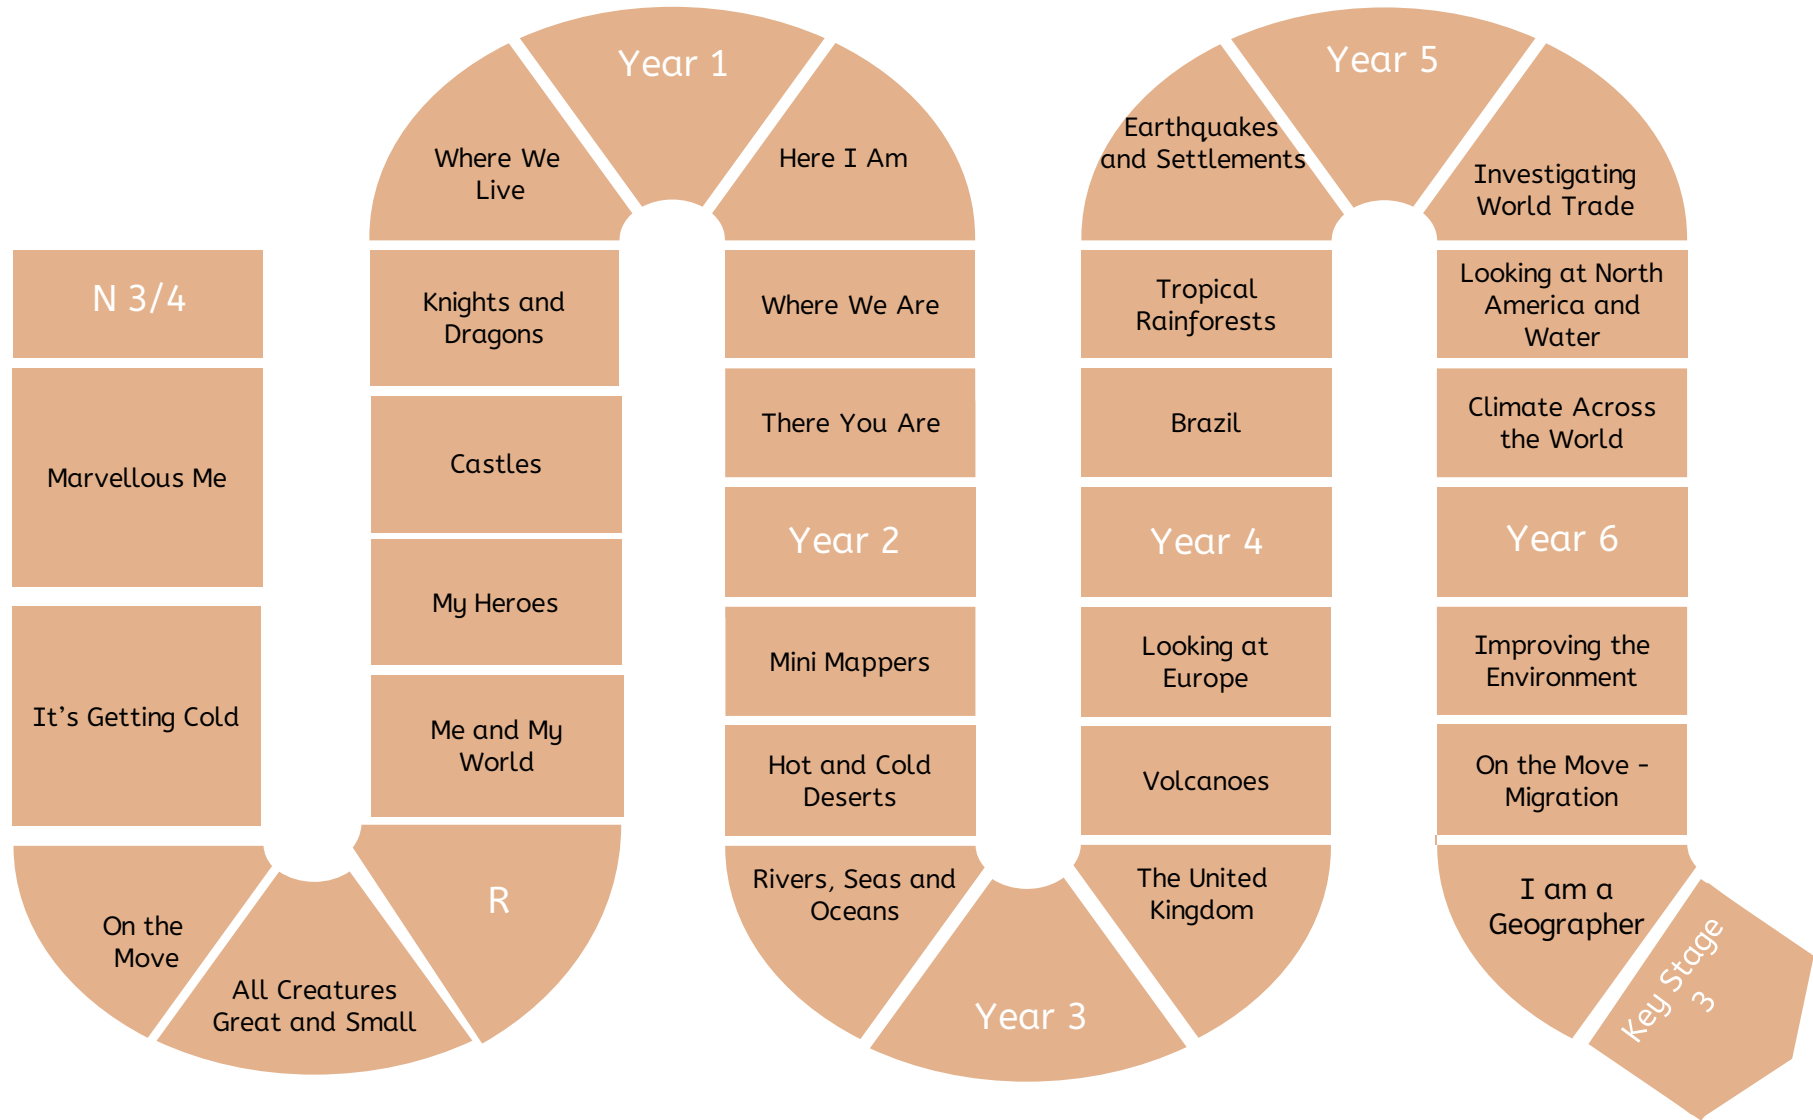 N 3/4
Marvellous Me
It's Getting Cold
On the
Move
All Creatures
Great and Small
R
Me and My
World
My Heroes
Castles
Knights and
Dragons
Where We
Live
Year 1
Here I Am
Where We Are
There You Are
Year 2
Mini Mappers
Hot and Cold
Deserts
Rivers, Seas and
Oceans
Year 3
The United
Kingdom
Volcanoes
Looking at
Europe
Year 4
Brazil
Tropical
Rainforests
Earthquakes
and Settlements
Year 5
Investigating
World Trade
Looking at North
America and
Water
Climate Across
the World
Year 6
Improving the
Environment
On the Move -
Migration
I am a
Geographer
Key Stage
3